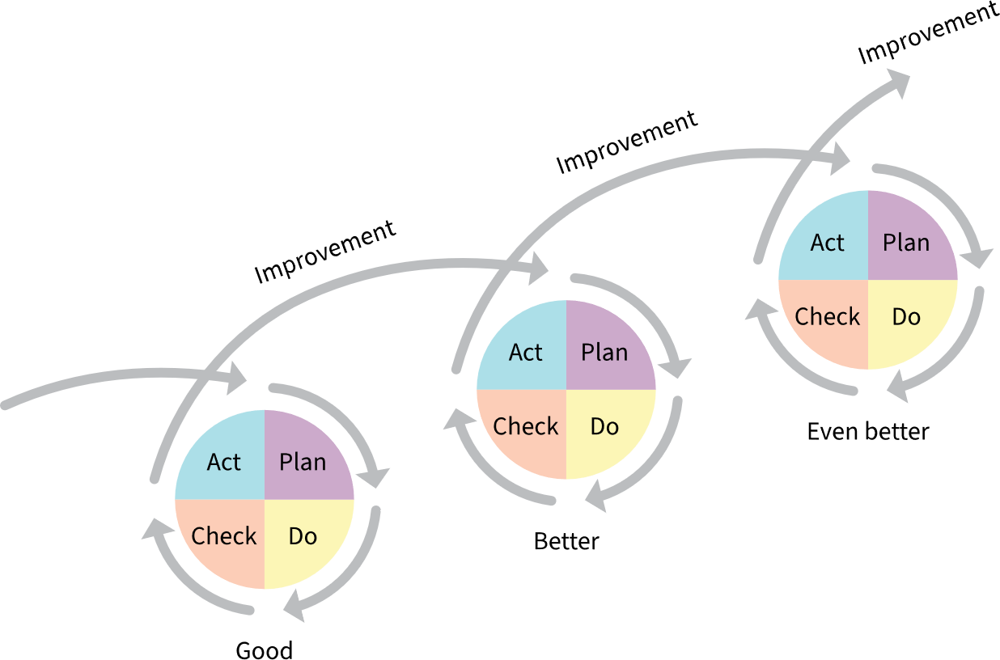 Improvement
Improvement
Improvement
Act Plan
Check Do
Even better
Act Plan
Check Do
Better
Act Plan
Check Do
Good